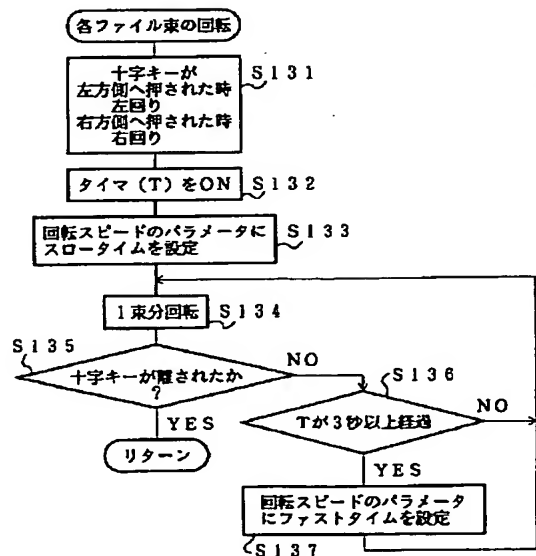 各ファイル束の回転
十字キーが
左方側へ押された時
左回り
右方側へ押された時
右回り
S131
タイマ(T)をON
S132
回転スピードのパラメータに
スロータイムを設定
S133
1束分回転
S134
S135
十字キーが離されたか
?
NO
YES
リターン
S136
Tが3秒以上経過
NO
YES
回転スピードのパラメータ
にファストタイムを設定
S137